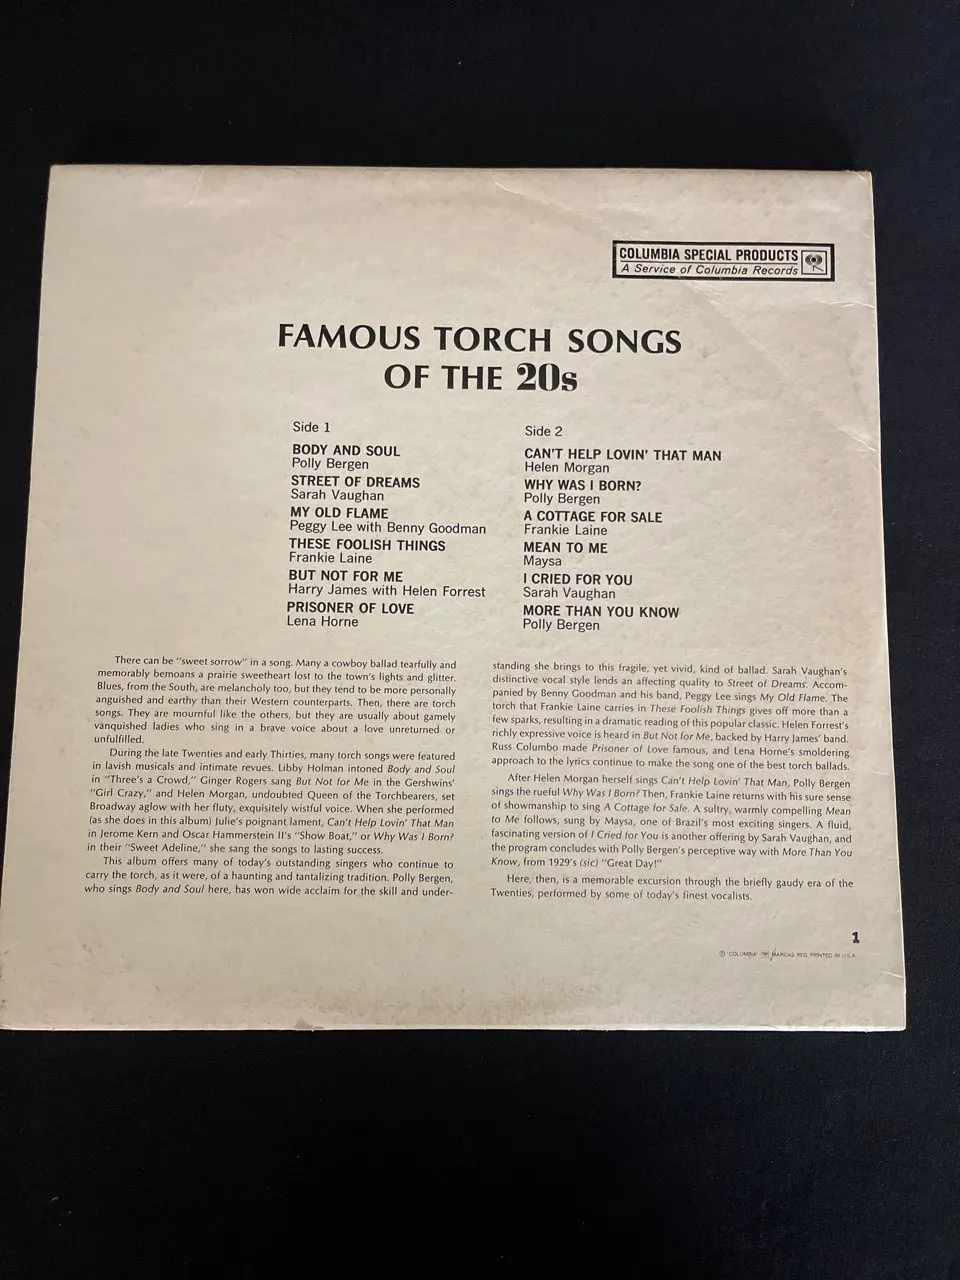 COLUMBIA SPECIAL PRODUCTS
A Service of Columbia Records
FAMOUS TORCH SONGS
OF THE 20s
Side 1
BODY AND SOUL
Polly Bergen
STREET OF DREAMS
Sarah Vaughan
MY OLD FLAME
Peggy Lee with Benny Goodman
THESE FOOLISH THINGS
Frankie Laine
BUT NOT FOR ME
Harry James with Helen Forrest
PRISONER OF LOVE
Lena Horne
Side 2
CAN'T HELP LOVIN' THAT MAN
Helen Morgan
WHY WAS I BORN?
Polly Bergen
A COTTAGE FOR SALE
Frankie Laine
MEAN TO ME
Maysa
I CRIED FOR YOU
Sarah Vaughan
MORE THAN YOU KNOW
Polly Bergen
There can be "sweet sorrow" in a song. Many a cowboy ballad tearfully and
memorably bemoans a prairie sweetheart lost to the town's lights and glitter.
Blues, from the South, are melancholy too, but they tend to be more personally
anguished and earthy than their Western counterparts. Then, there are torch
songs. They are mournful like the others, but they are usually about gamely
vanquished ladies who sing in a brave voice about a love unreturned or
unfulfilled.
During the late Twenties and early Thirties, many torch songs were featured
in lavish musicals and intimate revues. Libby Holman intoned Body and Soul
in "Three's a Crowd," Ginger Rogers sang But Not for Me in the Gershwins'
"Girl Crazy," and Helen Morgan, undoubted Queen of the Torchbearers, set
Broadway aglow with her fluty, exquisitely wistful voice. When she performed
(as she does in this album) Julie's poignant lament, Can't Help Lovin' That Man
in Jerome Kern and Oscar Hammerstein II's "Show Boat," or Why Was I Born?
in their "Sweet Adeline," she sang the songs to lasting success.
This album offers many of today's outstanding singers who continue to
carry the torch, as it were, of a haunting and tantalizing tradition. Polly Bergen,
who sings Body and Soul here, has won wide acclaim for the skill and under-
standing she brings to this fragile, yet vivid, kind of ballad. Sarah Vaughan's
distinctive vocal style lends an affecting quality to Street of Dreams. Accom-
panied by Benny Goodman and his band, Peggy Lee sings My Old Flame. The
torch that Frankie Laine carries in These Foolish Things gives off more than a
few sparks, resulting in a dramatic reading of this popular classic. Helen Forrest's
richly expressive voice is heard in But Not for Me, backed by Harry James' band.
Russ Columbo made Prisoner of Love famous, and Lena Horne's smoldering
approach to the lyrics continue to make the song one of the best torch ballads.
After Helen Morgan herself sings Can't Help Lovin' That Man, Polly Bergen
sings the rueful Why Was I Born? Then, Frankie Laine returns with his sure sense
of showmanship to sing A Cottage for Sale. A sultry, warmly compelling Mean
to Me follows, sung by Maysa, one of Brazil's most exciting singers. A fluid,
fascinating version of I Cried for You is another offering by Sarah Vaughan, and
the program concludes with Polly Bergen's perceptive way with More Than You
Know, from 1929's (sic) "Great Day!"
Here, then, is a memorable excursion through the briefly gaudy era of the
Twenties, performed by some of today's finest vocalists.
1
℗ "COLUMBIA" MARCAS REG. PRINTED IN U.S.A.